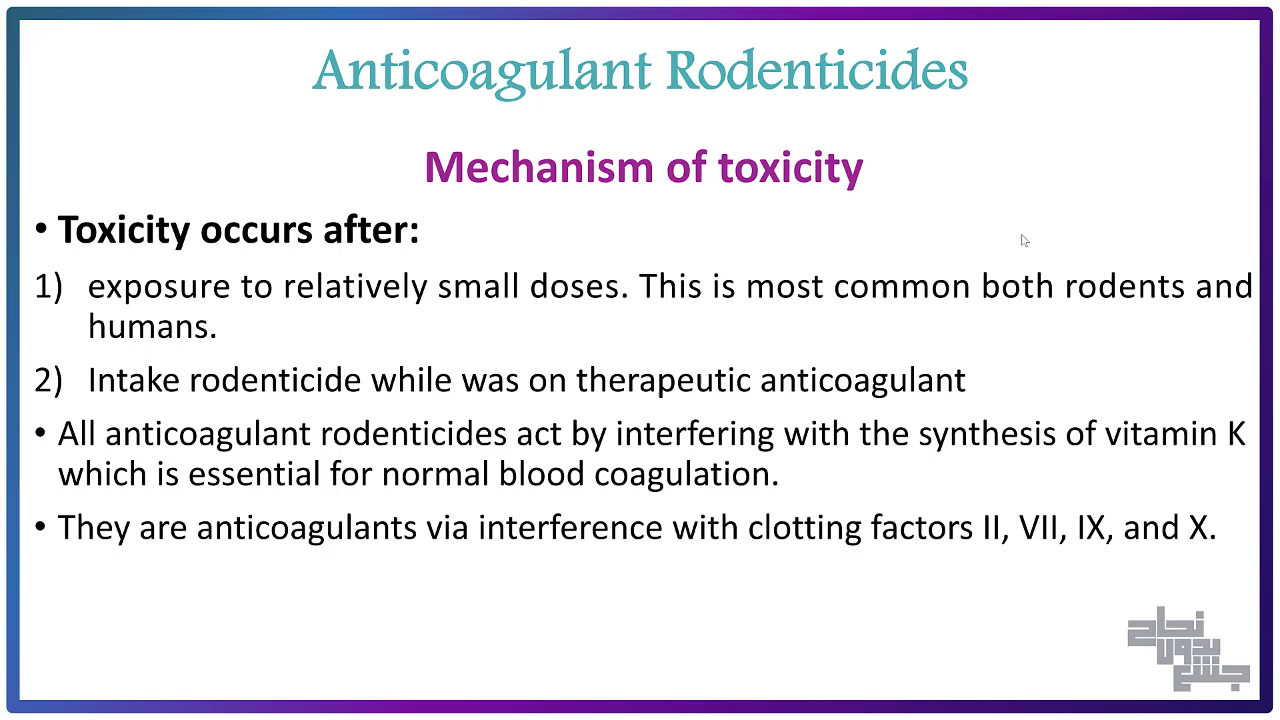 Anticoagulant Rodenticides
Mechanism of toxicity
• Toxicity occurs after:
1) exposure to relatively small doses. This is most common both rodents and
humans.
2) Intake rodenticide while was on therapeutic anticoagulant
• All anticoagulant rodenticides act by interfering with the synthesis of vitamin K
which is essential for normal blood coagulation.
• They are anticoagulants via interference with clotting factors II, VII, IX, and X.
نجاح
بدون
جشع